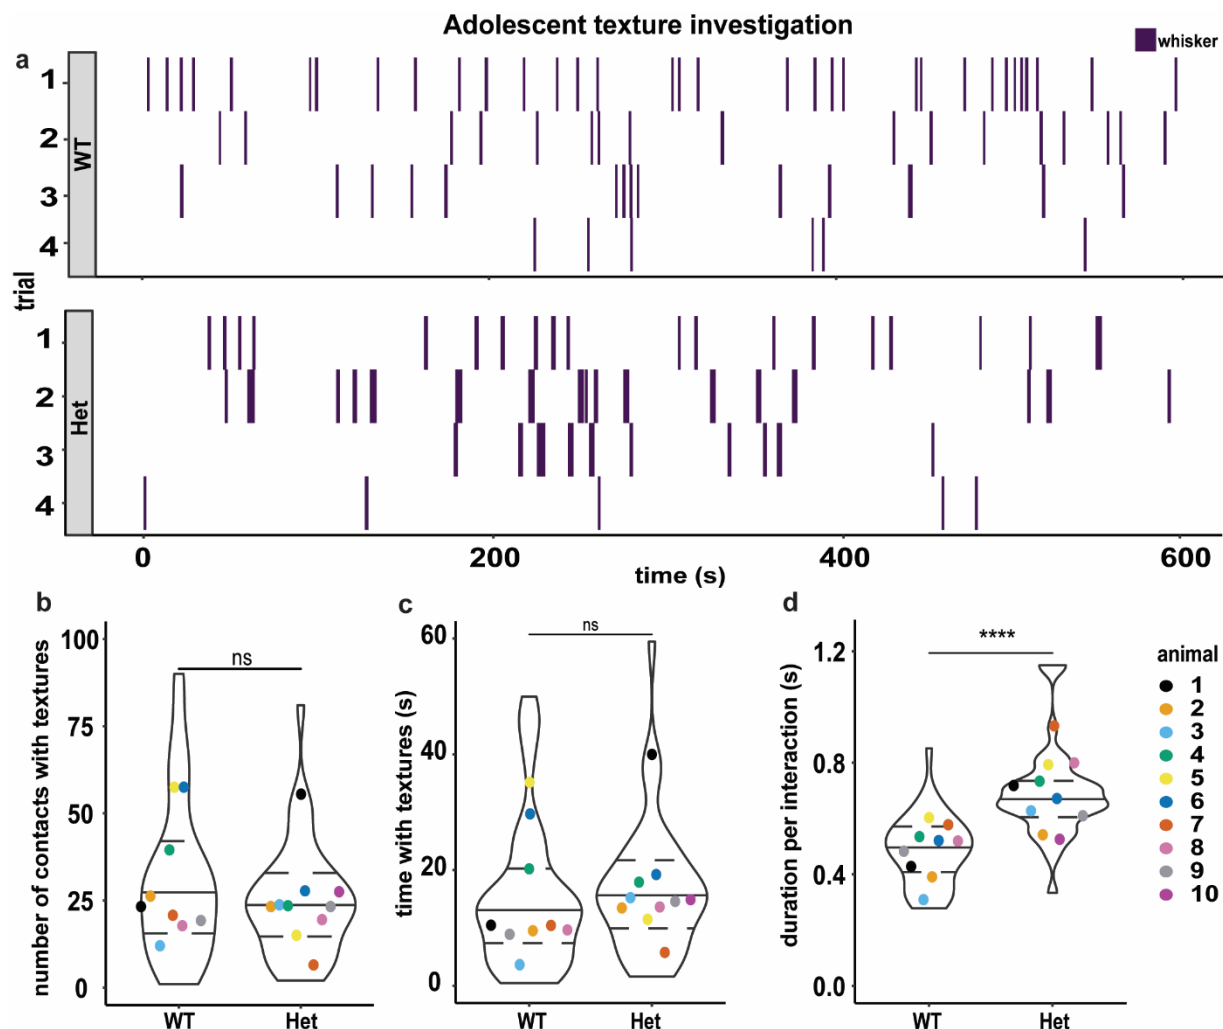 Adolescent texture investigation
whisker
a
WT
1
2
3
4
trial
Het
1
2
3
4
0 200 400 600
time (s)
b
number of contacts with textures
100
75
50
25
0
ns
WT Het
c
time with textures (s)
60
40
20
0
ns
WT Het
d
duration per interaction (s)
1.2
0.8
0.4
0.0
****
WT Het
animal
1
2
3
4
5
6
7
8
9
10